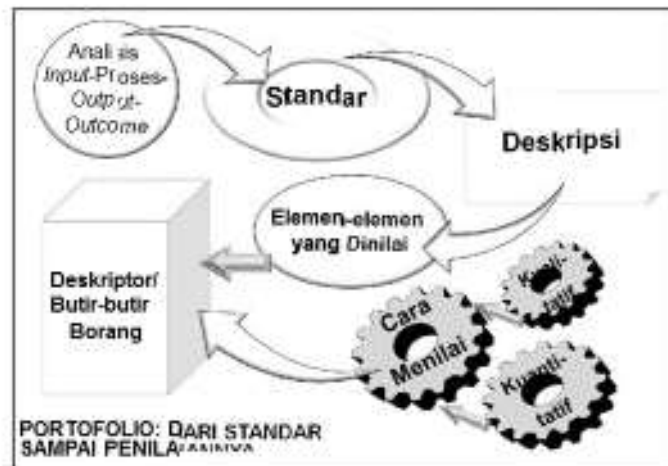 Analisis
Input-Proses-
Output-
Outcome
Standar
Deskripsi
Elemen-elemen
yang Dinilai
Deskriptor/
Butir-butir
Borang
Cara
Menilai
tatif
Kuanti-
tatif
PORTOFOLIO: DARI STANDAR
SAMPAI